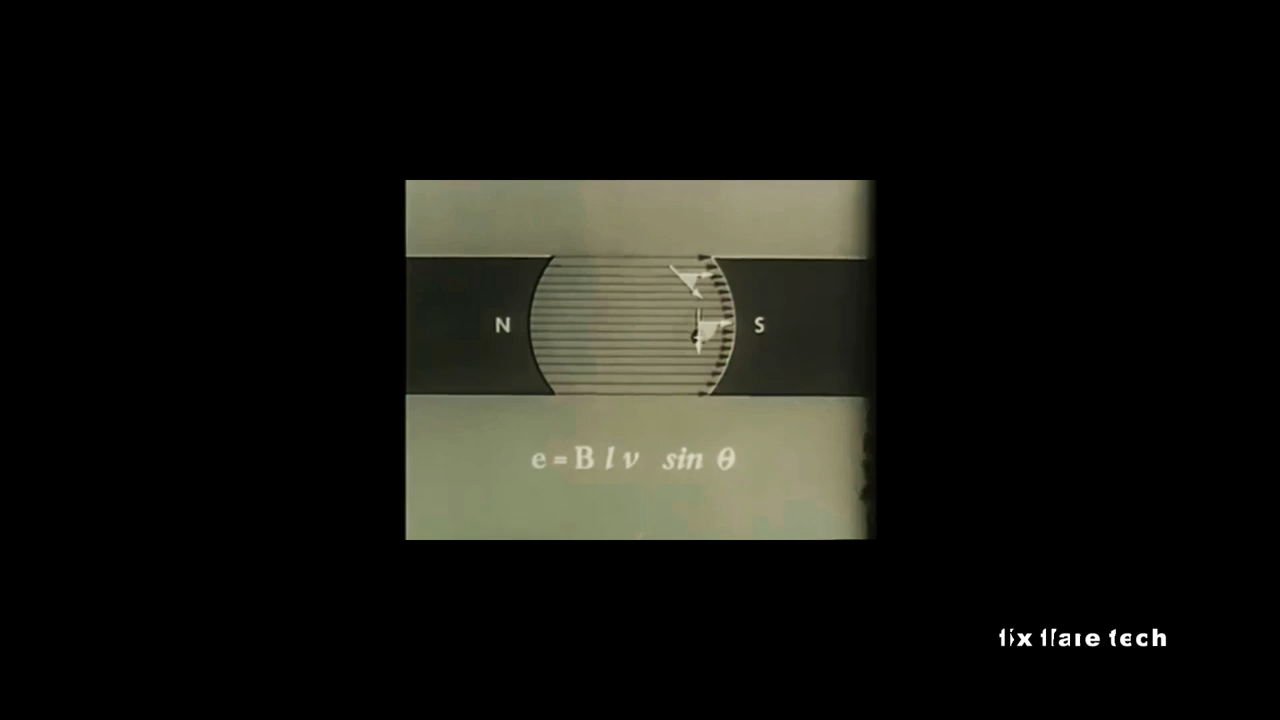 N S
e = B l v sin θ
fix flare tech